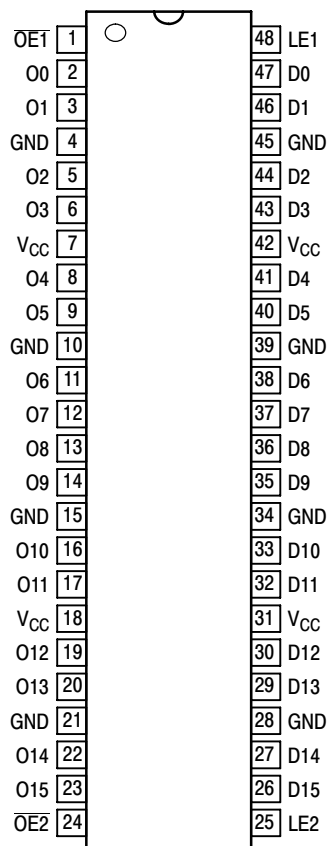 OE1 1 48 LE1
O0 2 47 D0
O1 3 46 D1
GND 4 45 GND
O2 5 44 D2
O3 6 43 D3
VCC 7 42 VCC
O4 8 41 D4
O5 9 40 D5
GND 10 39 GND
O6 11 38 D6
O7 12 37 D7
O8 13 36 D8
O9 14 35 D9
GND 15 34 GND
O10 16 33 D10
O11 17 32 D11
VCC 18 31 VCC
O12 19 30 D12
O13 20 29 D13
GND 21 28 GND
O14 22 27 D14
O15 23 26 D15
OE2 24 25 LE2